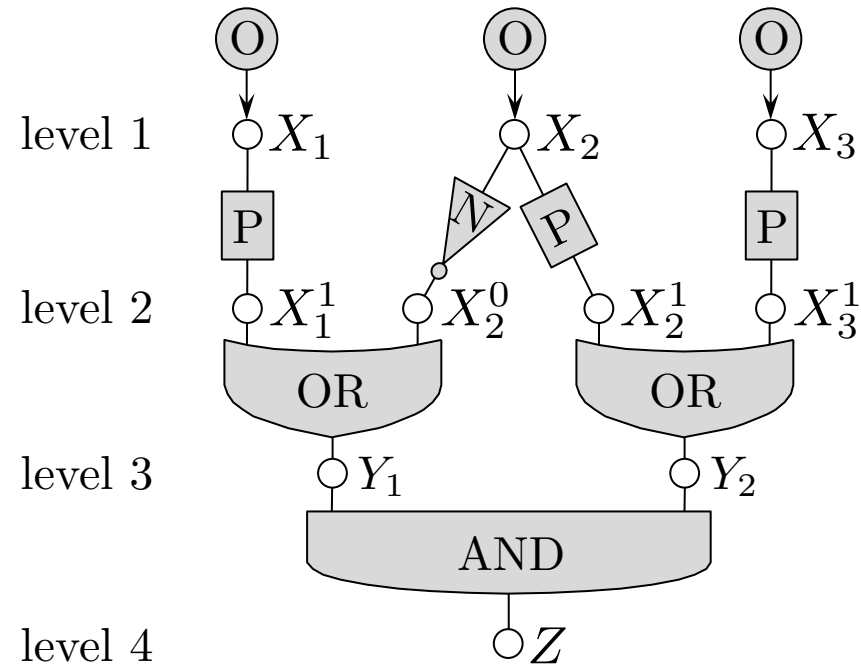 O O O
level 1 X₁ X₂ X₃
P N P P
level 2 X₁¹ X₂⁰ X₂¹ X₃¹
OR OR
level 3 Y₁ Y₂
AND
level 4 Z